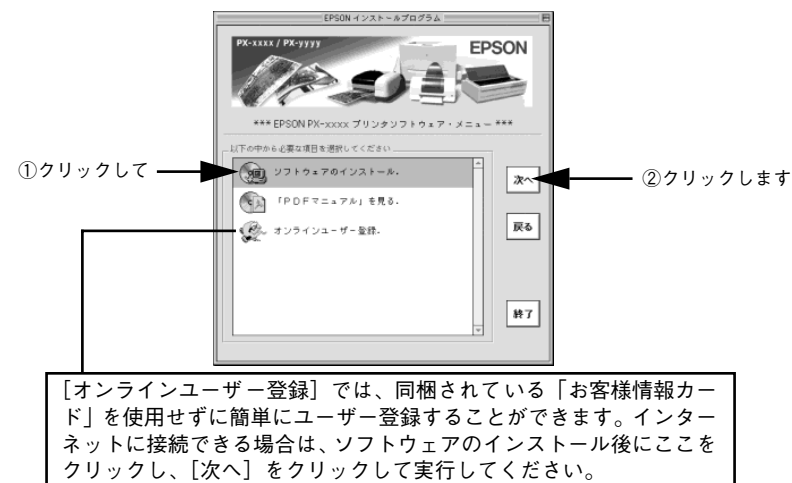 EPSON インストールプログラム
PX-xxxx / PX-yyyy
EPSON
*** EPSON PX-xxxx プリンタソフトウェア・メニュー ***
以下の中から必要な項目を選択してください
①クリックして
ソフトウェアのインストール.
次へ
②クリックします
「PDFマニュアル」を見る.
オンラインユーザー登録.
戻る
終了
[オンラインユーザー登録]では、同梱されている「お客様情報カー
ド」を使用せずに簡単にユーザー登録することができます。インター
ネットに接続できる場合は、ソフトウェアのインストール後にここを
クリックし、[次へ]をクリックして実行してください。